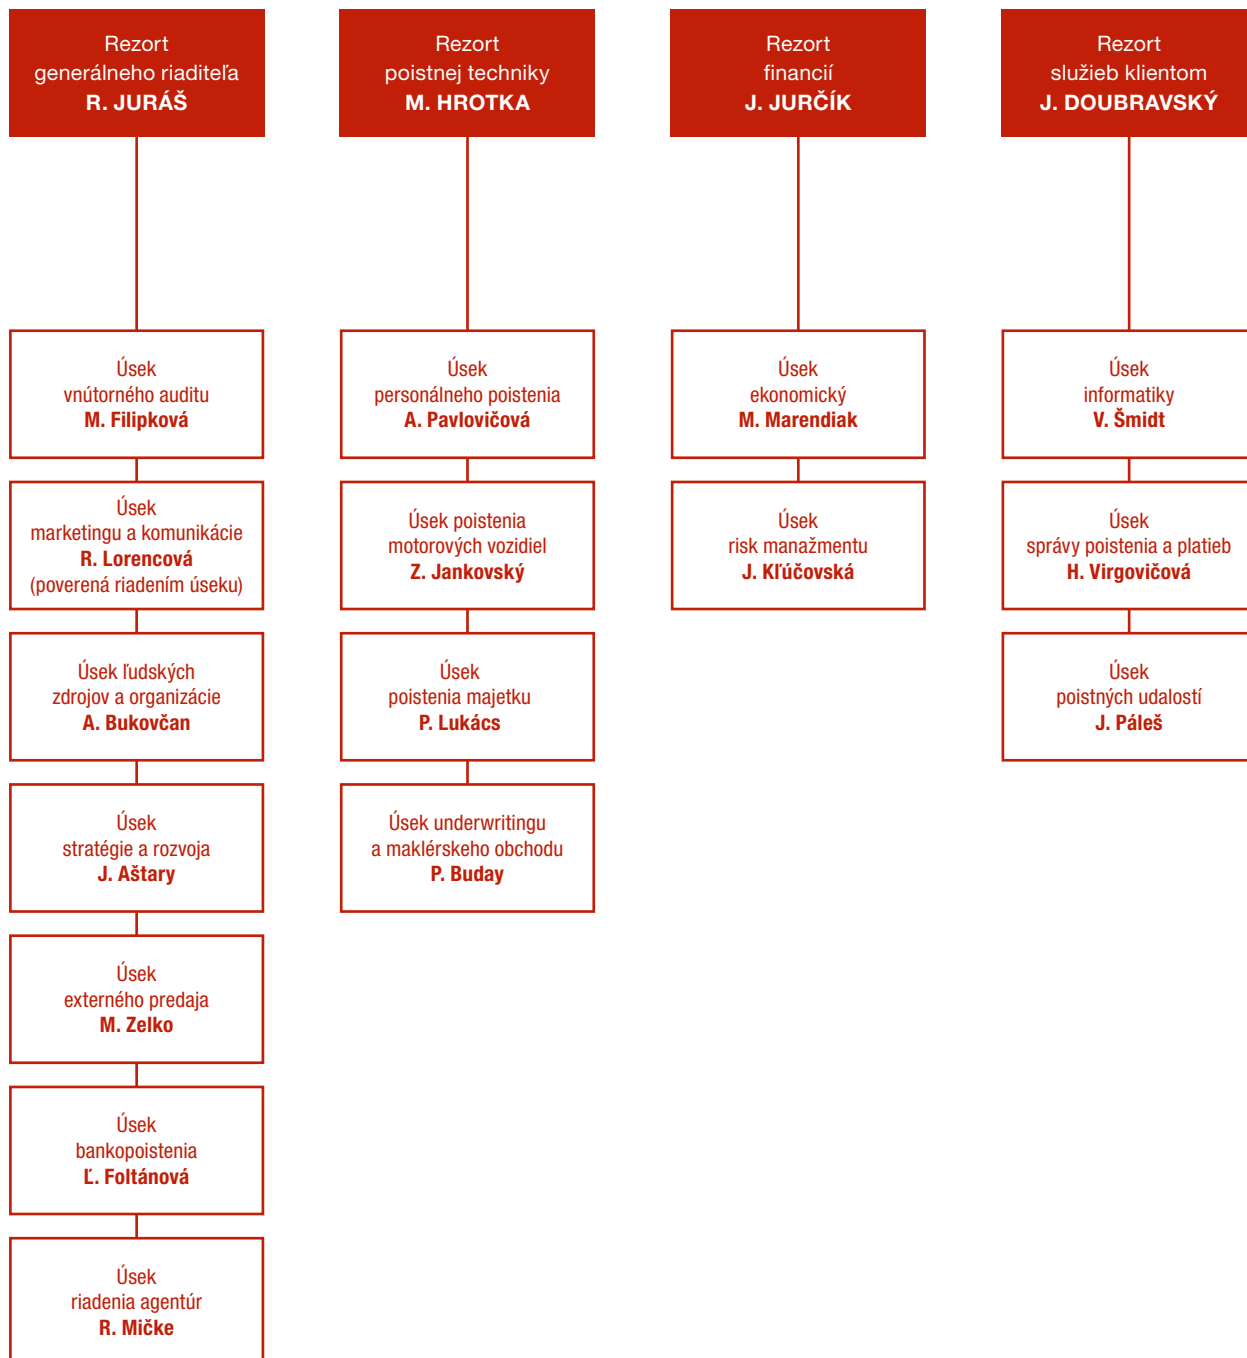 Rezort
generálneho riaditeľa
R. JURÁŠ
Úsek
vnútorného auditu
M. Filipková
Úsek
marketingu a komunikácie
R. Lorencová
(poverená riadením úseku)
Úsek ľudských
zdrojov a organizácie
A. Bukovčan
Úsek
stratégie a rozvoja
J. Aštary
Úsek
externého predaja
M. Zelko
Úsek
bankopoistenia
Ľ. Foltánová
Úsek
riadenia agentúr
R. Mičke
Rezort
poistnej techniky
M. HROTKA
Úsek
personálneho poistenia
A. Pavlovičová
Úsek poistenia
motorových vozidiel
Z. Jankovský
Úsek
poistenia majetku
P. Lukács
Úsek underwritingu
a maklérskeho obchodu
P. Buday
Rezort
financií
J. JURČÍK
Úsek
ekonomický
M. Marendiak
Úsek
risk manažmentu
J. Kľúčovská
Rezort
služieb klientom
J. DOUBRAVSKÝ
Úsek
informatiky
V. Šmidt
Úsek
správy poistenia a platieb
H. Virgovičová
Úsek
poistných udalostí
J. Páleš